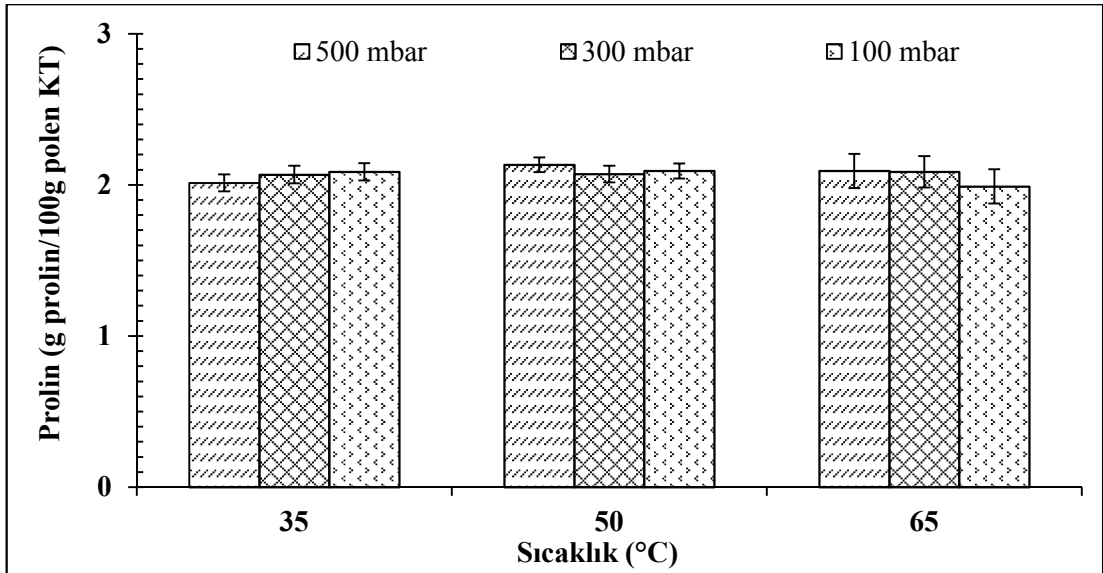 Prolin (g prolin/100g polen KT)
3
2
1
0
500 mbar 300 mbar 100 mbar
35 50 65
Sıcaklık (°C)